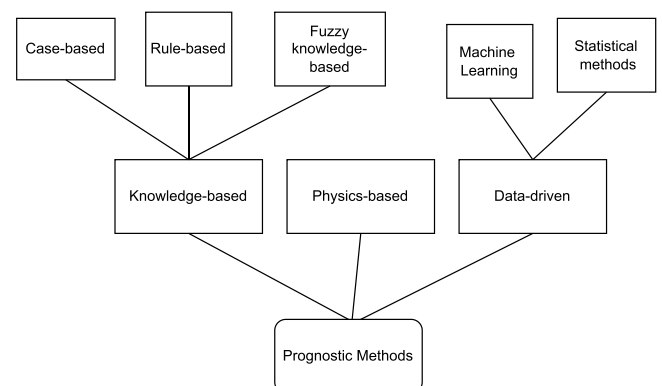 Case-based
Rule-based
Fuzzy
knowledge-
based
Machine
Learning
Statistical
methods
Knowledge-based
Physics-based
Data-driven
Prognostic Methods